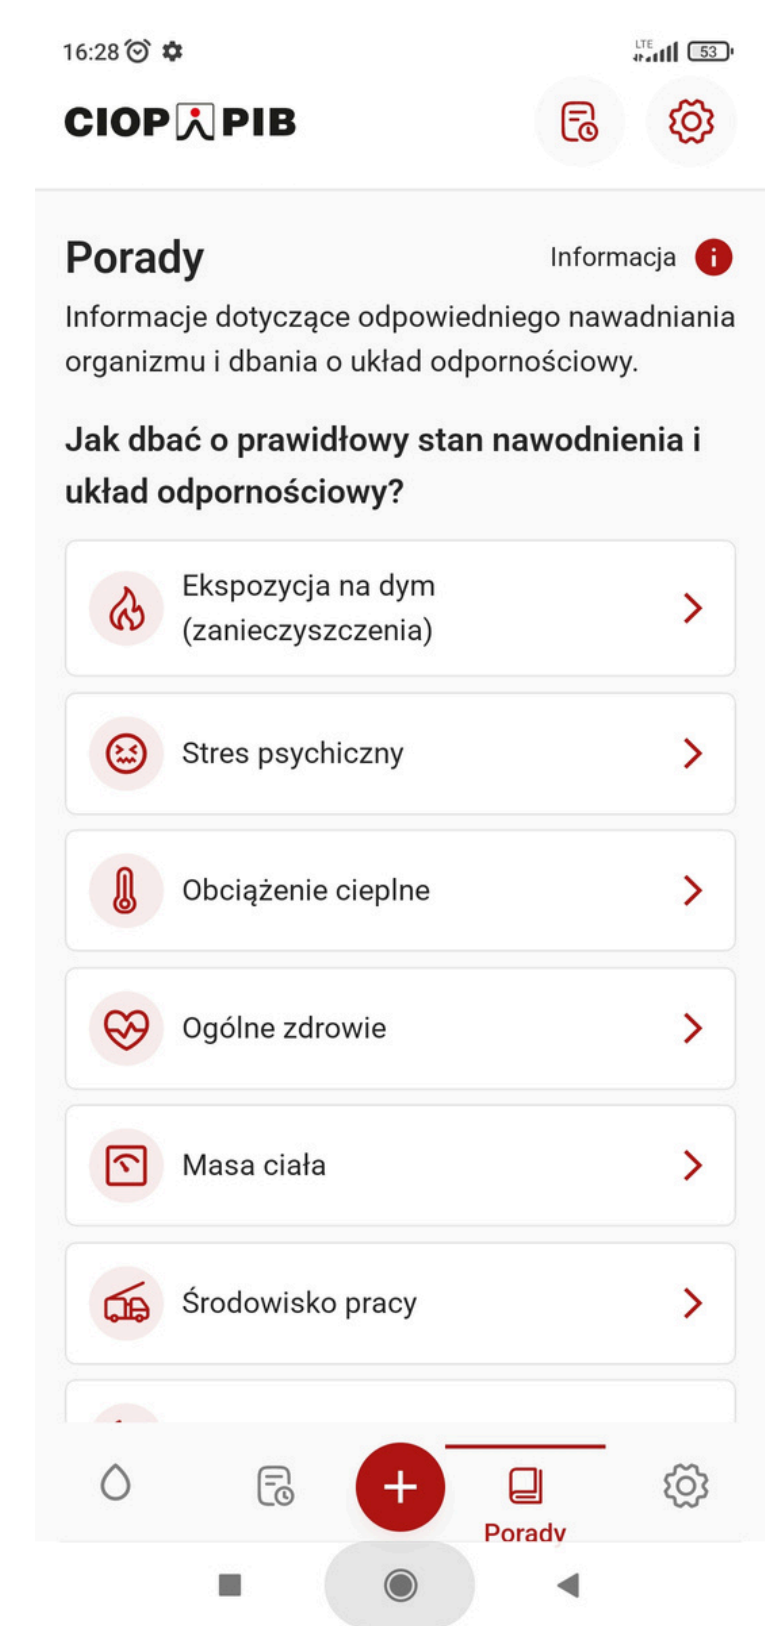 16:28
LTE
53
CIOP PIB
Porady
Informacja i
Informacje dotyczące odpowiedniego nawadniania
organizmu i dbania o układ odpornościowy.
Jak dbać o prawidłowy stan nawodnienia i
układ odpornościowy?
Ekspozycja na dym
(zanieczyszczenia)
Stres psychiczny
Obciążenie cieplne
Ogólne zdrowie
Masa ciała
Środowisko pracy
Porady